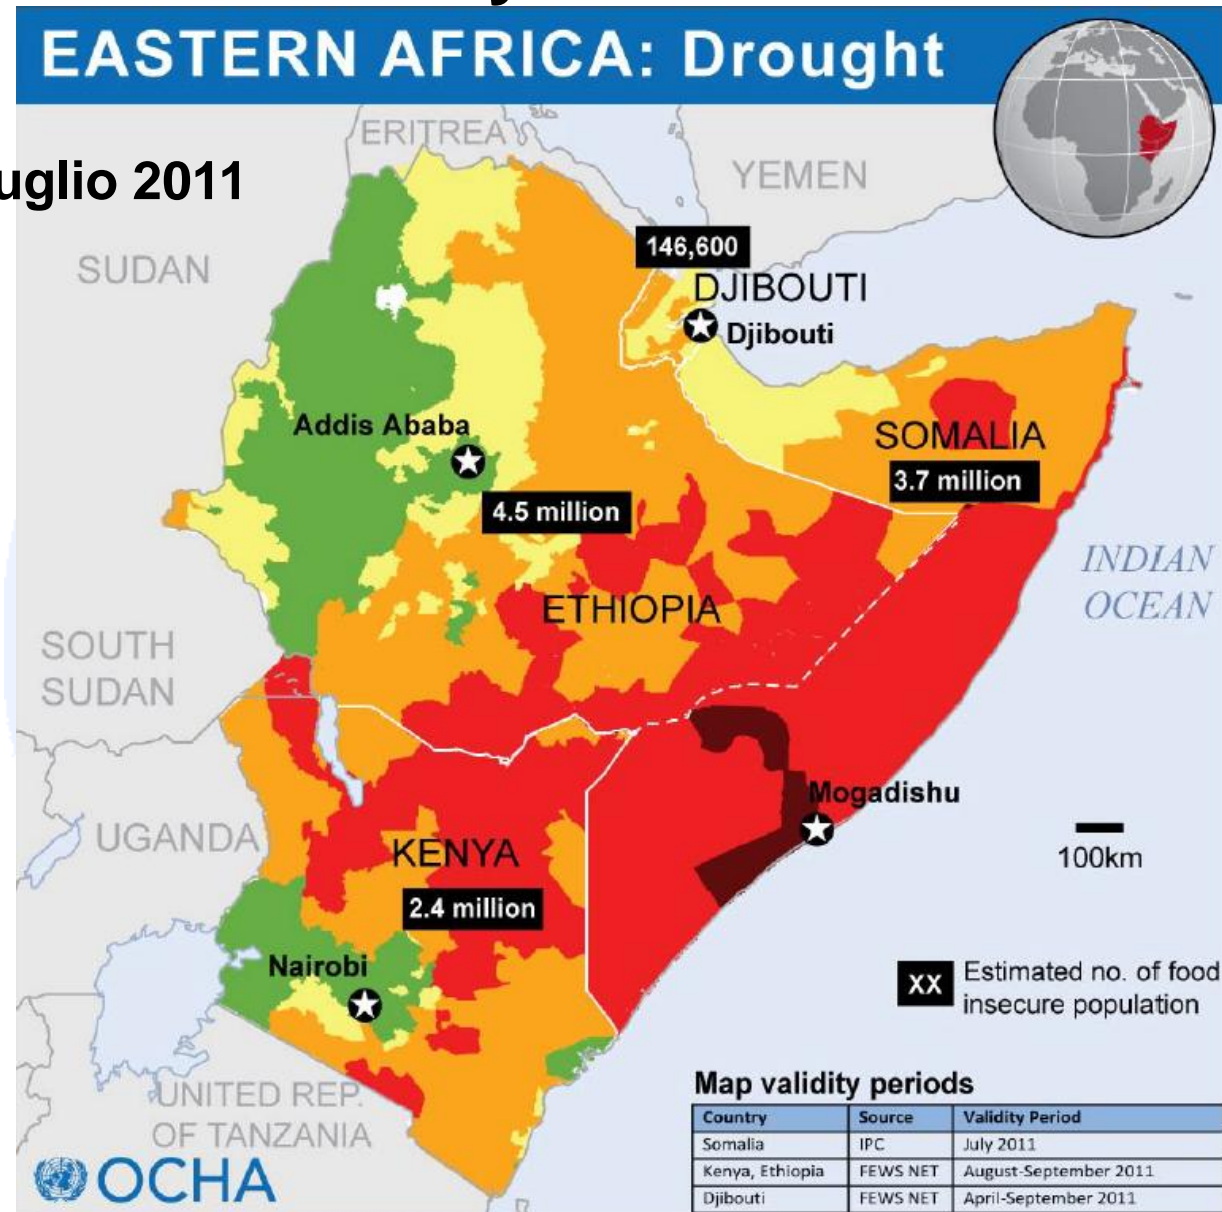 EASTERN AFRICA: Drought
ERITREA
YEMEN
uglio 2011
SUDAN
146,600
DJIBOUTI
Djibouti
Addis Ababa
SOMALIA
3.7 million
4.5 million
INDIAN
OCEAN
ETHIOPIA
SOUTH
SUDAN
Mogadishu
UGANDA
KENYA
100km
2.4 million
Nairobi
XX Estimated no. of food
insecure population
Map validity periods
UNITED REP.
OF TANZANIA
Country Source Validity Period
Somalia IPC July 2011
Kenya, Ethiopia FEWS NET August-September 2011
Djibouti FEWS NET April-September 2011
OCHA